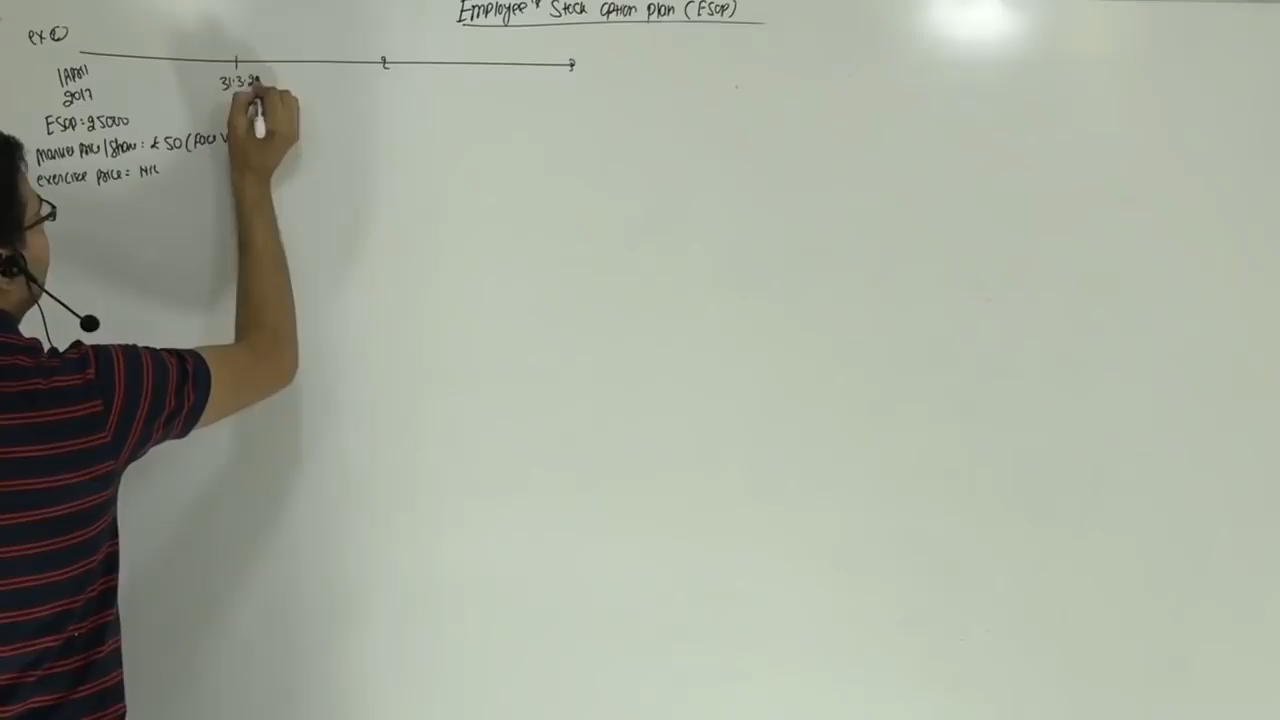 Employee's Stock option plan (ESOP)
ex ①
1 April
2017
31.3.20
2
3
ESOP = 25000
Market price / Share : ₹ 50 (Face V
exercise price = NIL